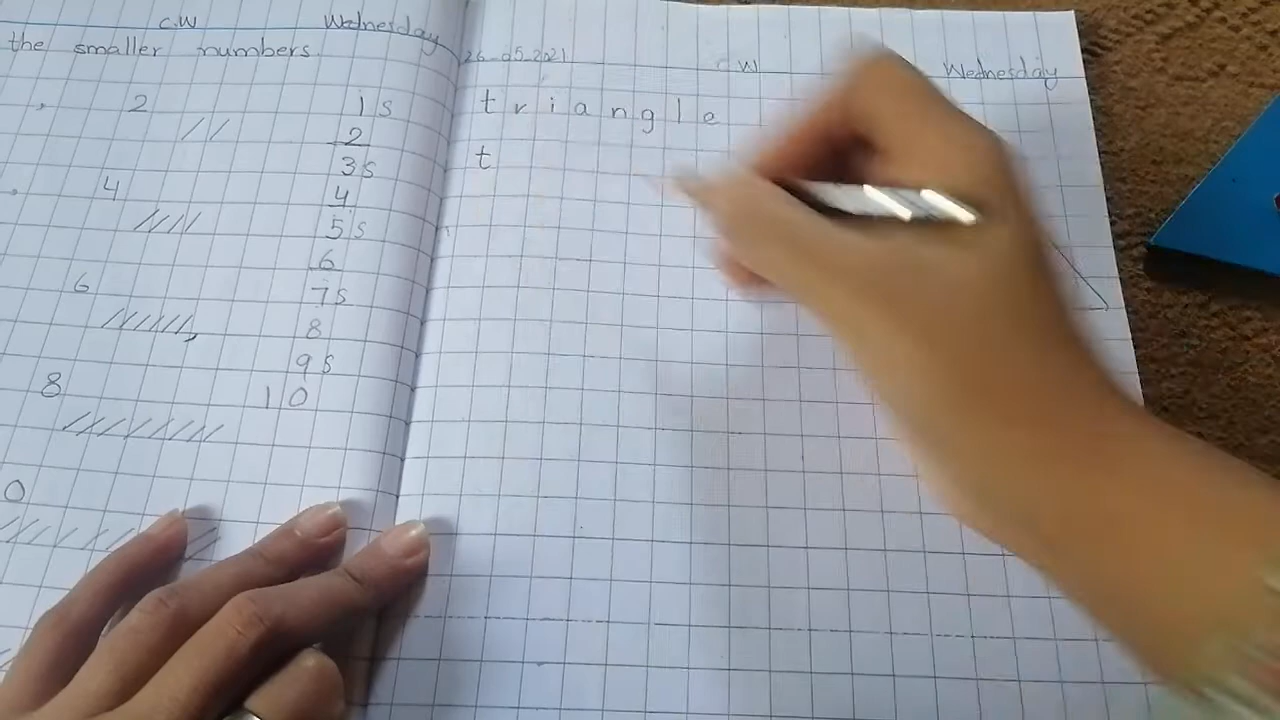 c.w Wednesday
the smaller numbers.
2 1s
2
3s
4 4
5s
6
6 7s
8
9s
8 10
0
26-05-2021 c.w Wednesday
t r i a n g l e
t